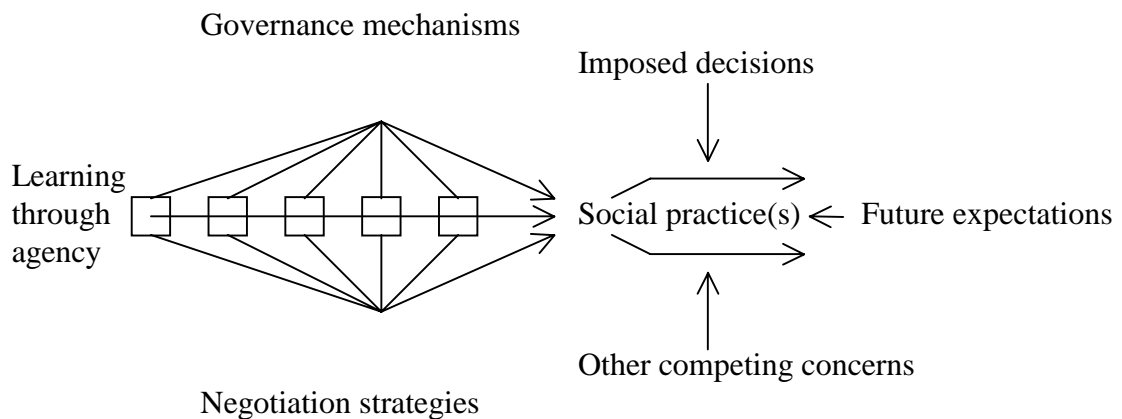 Governance mechanisms
Imposed decisions
Learning
through
agency
Social practice(s)
Future expectations
Other competing concerns
Negotiation strategies